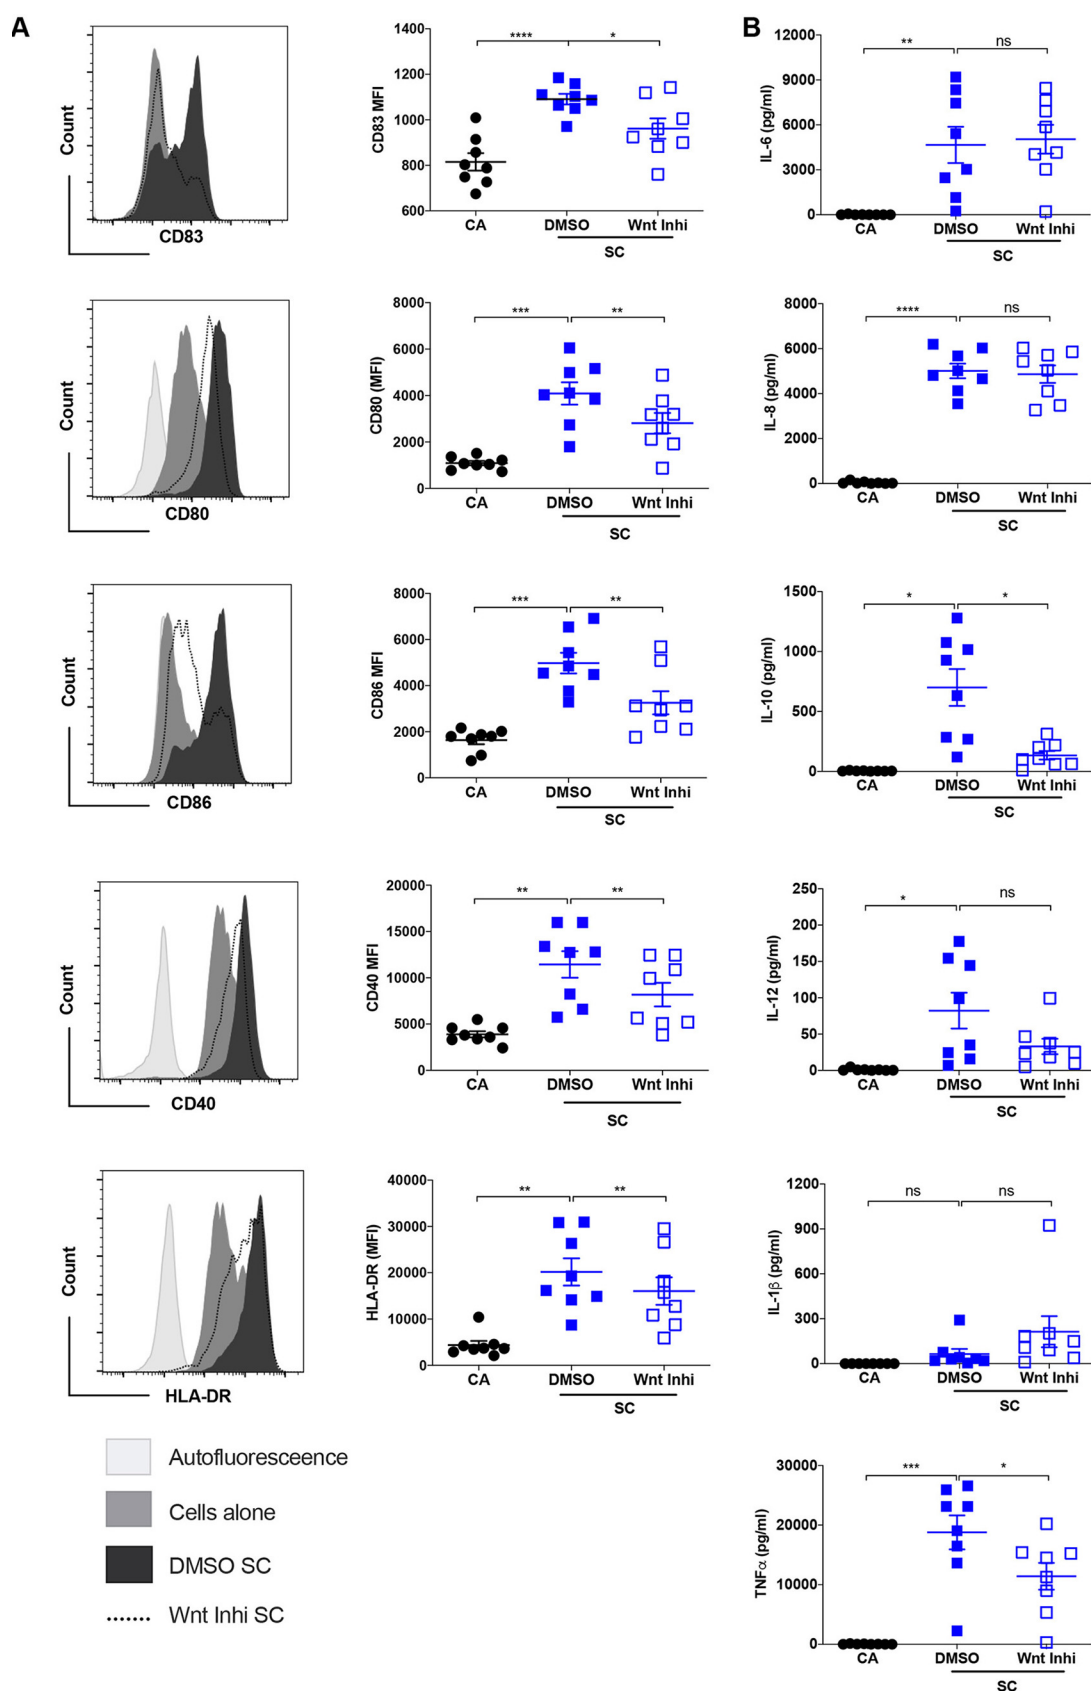 A
B
Count
CD83
1400
1200
1000
800
600
CD83 MFI
****
*
CA
DMSO
Wnt Inhi
SC
12000
9000
6000
3000
0
IL-6 (pg/ml)
**
ns
CA
DMSO
Wnt Inhi
SC
Count
CD80
8000
6000
4000
2000
0
CD80 (MFI)
***
**
CA
DMSO
Wnt Inhi
SC
8000
6000
4000
2000
0
IL-8 (pg/ml)
****
ns
CA
DMSO
Wnt Inhi
SC
Count
CD86
8000
6000
4000
2000
0
CD86 MFI
***
**
CA
DMSO
Wnt Inhi
SC
1500
1000
500
0
IL-10 (pg/ml)
*
*
CA
DMSO
Wnt Inhi
SC
Count
CD40
20000
15000
10000
5000
0
CD40 MFI
**
**
CA
DMSO
Wnt Inhi
SC
250
200
150
100
50
0
IL-12 (pg/ml)
*
ns
CA
DMSO
Wnt Inhi
SC
Count
HLA-DR
40000
30000
20000
10000
0
HLA-DR (MFI)
**
**
CA
DMSO
Wnt Inhi
SC
1200
900
600
300
0
IL-1β (pg/ml)
ns
ns
CA
DMSO
Wnt Inhi
SC
Autofluoresceence
Cells alone
DMSO SC
Wnt Inhi SC
30000
20000
10000
0
TNFα (pg/ml)
***
*
CA
DMSO
Wnt Inhi
SC